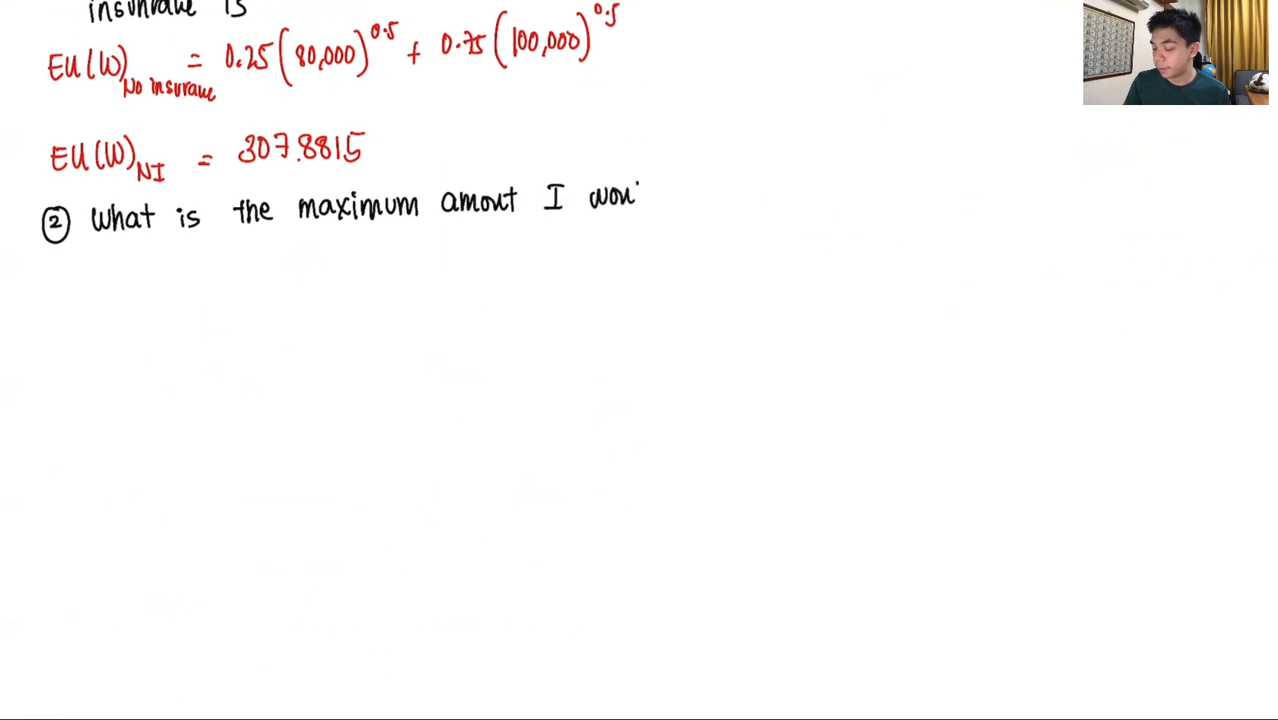 insurance is
EU(W)No insurance = 0.25(80,000)^0.5 + 0.75(100,000)^0.5
EU(W)NI = 307.8815
② What is the maximum amout I wou